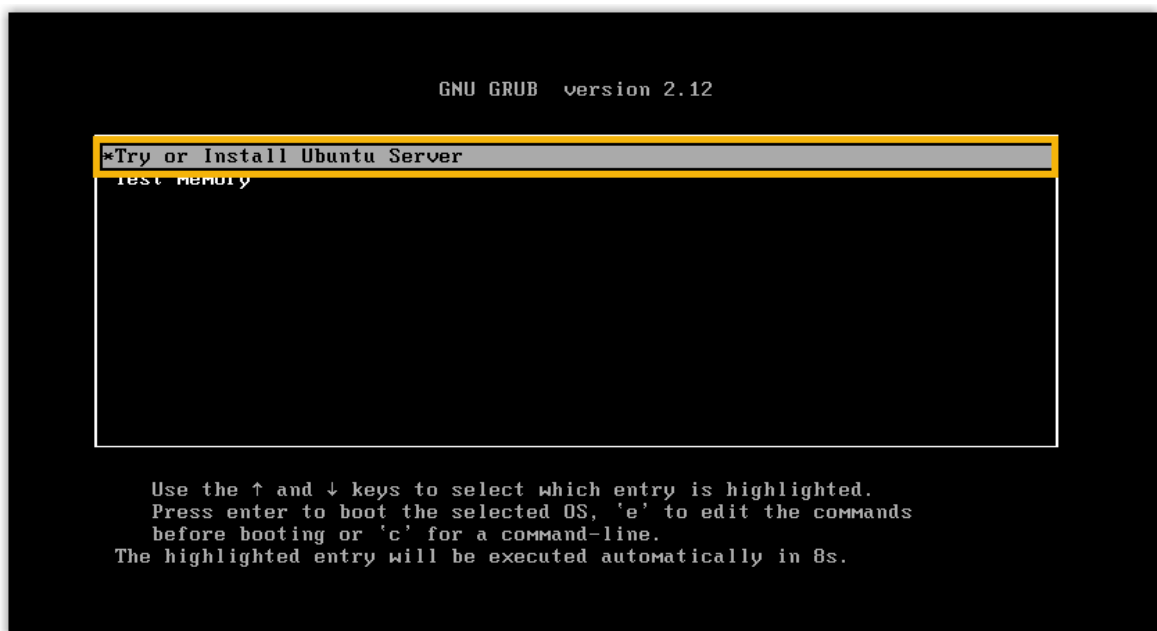 GNU GRUB version 2.12
*Try or Install Ubuntu Server
Test memory
Use the ↑ and ↓ keys to select which entry is highlighted.
Press enter to boot the selected OS, `e' to edit the commands
before booting or `c' for a command-line.
The highlighted entry will be executed automatically in 8s.